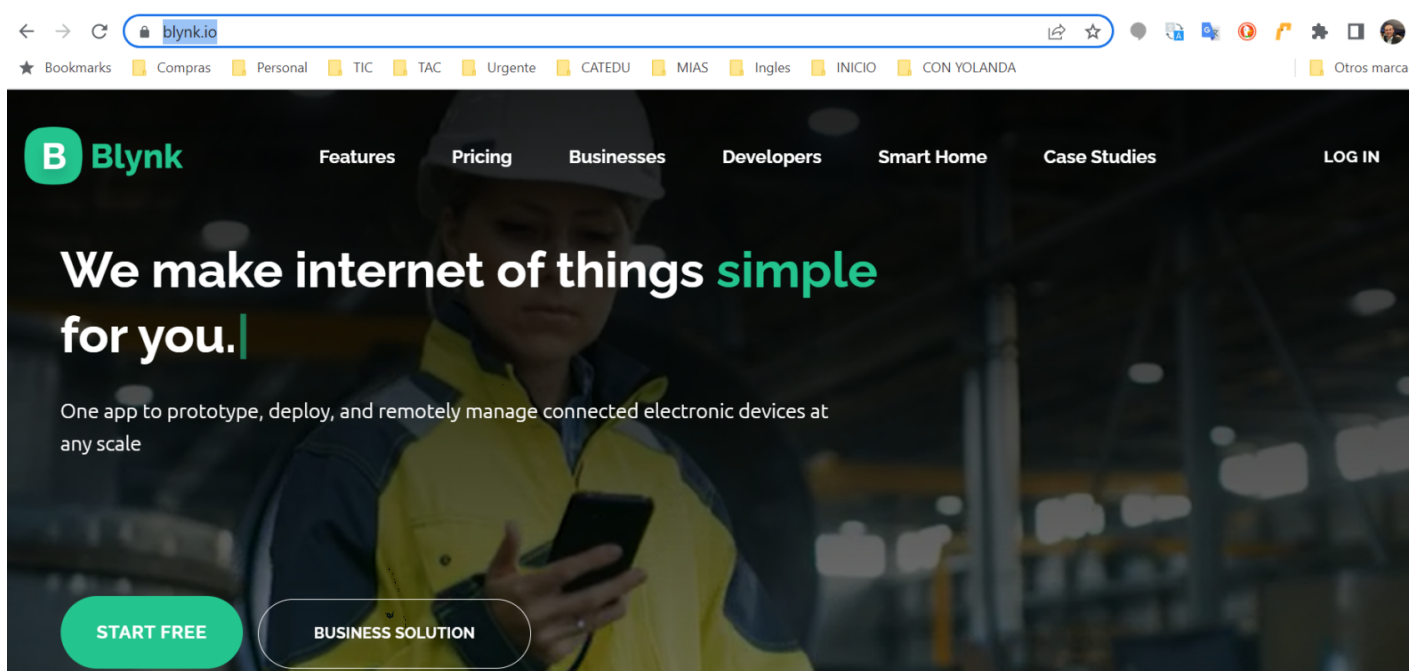 blynk.io
Bookmarks Compras Personal TIC TAC Urgente CATEDU MIAS Ingles INICIO CON YOLANDA Otros marca
B Blynk Features Pricing Businesses Developers Smart Home Case Studies LOG IN
We make internet of things simple
for you.
One app to prototype, deploy, and remotely manage connected electronic devices at
any scale
START FREE BUSINESS SOLUTION